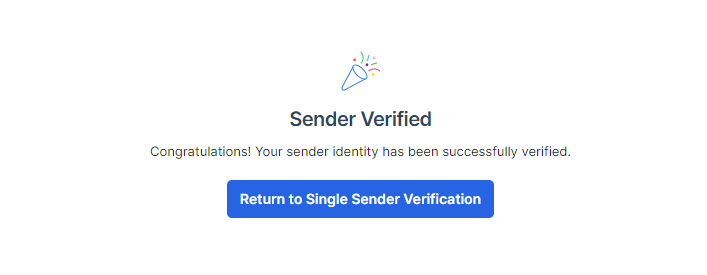 Sender Verified
Congratulations! Your sender identity has been successfully verified.
Return to Single Sender Verification